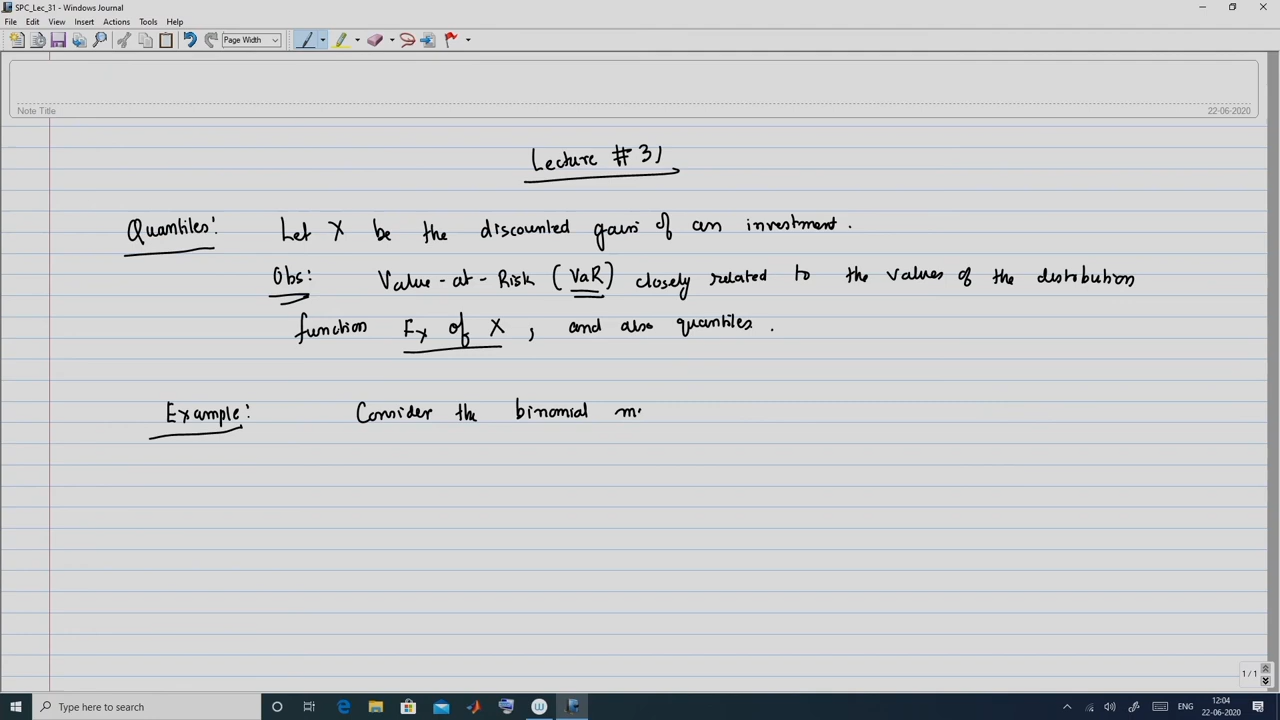 SPC_Lec_31 - Windows Journal
File Edit View Insert Actions Tools Help
Page Width
Note Title
22-06-2020
Lecture # 31
Quantiles: Let X be the discounted gain of an investment.
Obs: Value-at-Risk (VaR) closely related to the values of the distribution
function Fx of X, and also quantiles.
Example: Consider the binomial m
1 / 1
Type here to search
ENG
12:04
22-06-2020